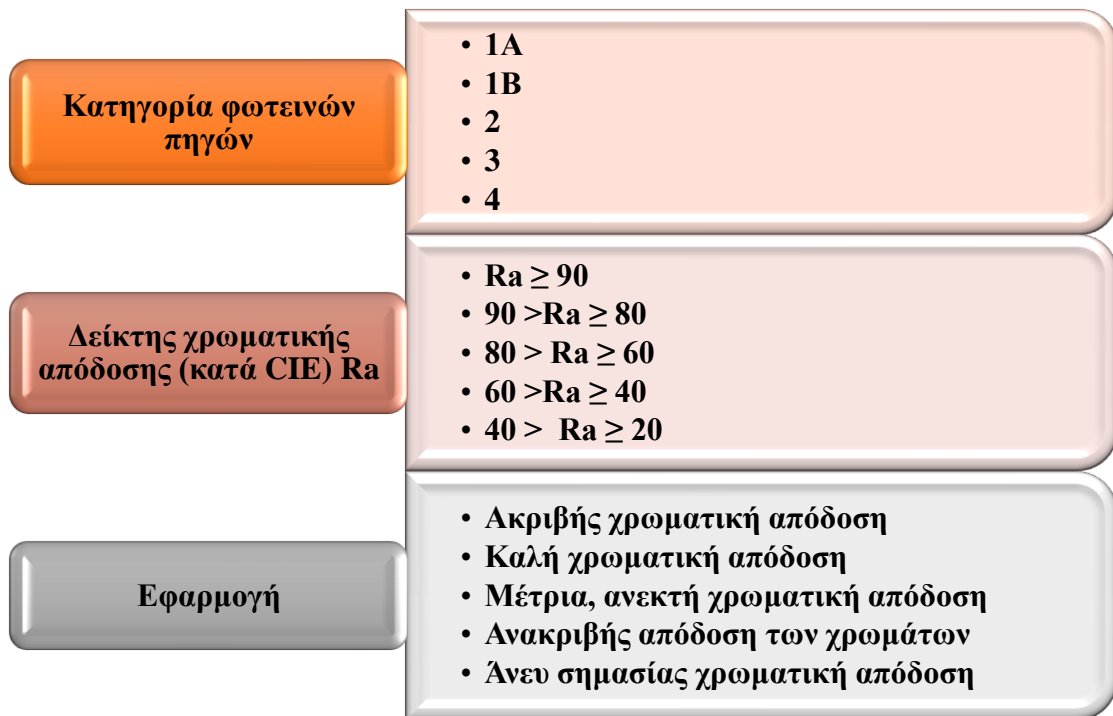 Κατηγορία φωτεινών
πηγών
• 1Α
• 1Β
• 2
• 3
• 4
Δείκτης χρωματικής
απόδοσης (κατά CIE) Ra
• Ra ≥ 90
• 90 >Ra ≥ 80
• 80 > Ra ≥ 60
• 60 >Ra ≥ 40
• 40 >  Ra ≥ 20
Εφαρμογή
• Ακριβής χρωματική απόδοση
• Καλή χρωματική απόδοση
• Μέτρια, ανεκτή χρωματική απόδοση
• Ανακριβής απόδοση των χρωμάτων
• Άνευ σημασίας χρωματική απόδοση